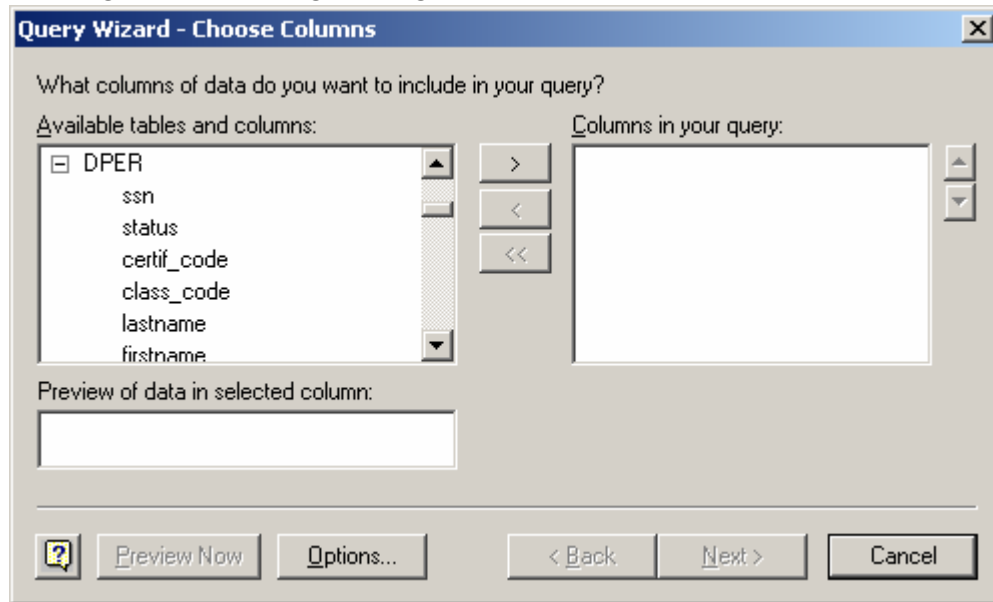 Query Wizard - Choose Columns
What columns of data do you want to include in your query?
Available tables and columns:
Columns in your query:
DPER
ssn
status
certif_code
class_code
lastname
firstname
>
<
<<
Preview of data in selected column:
?
Preview Now
Options...
< Back
Next >
Cancel